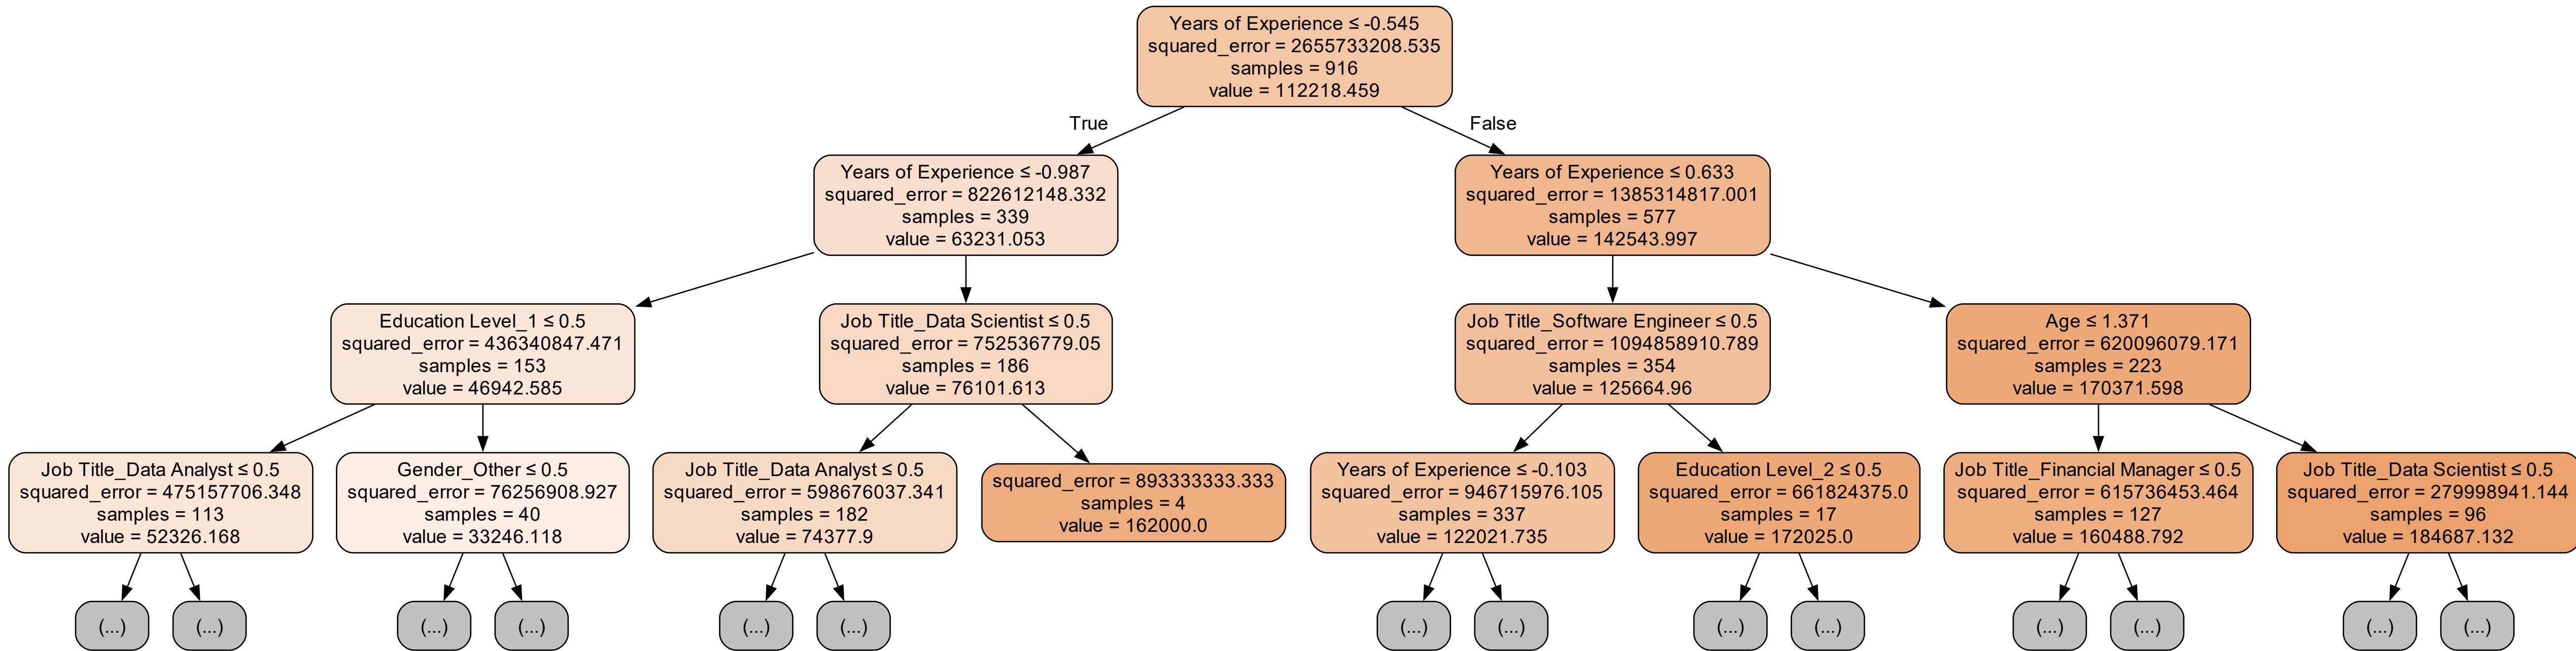 Years of Experience ≤ -0.545
squared_error = 2655733208.535
samples = 916
value = 112218.459
True
False
Years of Experience ≤ -0.987
squared_error = 822612148.332
samples = 339
value = 63231.053
Years of Experience ≤ 0.633
squared_error = 1385314817.001
samples = 577
value = 142543.997
Education Level_1 ≤ 0.5
squared_error = 436340847.471
samples = 153
value = 46942.585
Job Title_Data Scientist ≤ 0.5
squared_error = 752536779.05
samples = 186
value = 76101.613
Job Title_Software Engineer ≤ 0.5
squared_error = 1094858910.789
samples = 354
value = 125664.96
Age ≤ 1.371
squared_error = 620096079.171
samples = 223
value = 170371.598
Job Title_Data Analyst ≤ 0.5
squared_error = 475157706.348
samples = 113
value = 52326.168
Gender_Other ≤ 0.5
squared_error = 76256908.927
samples = 40
value = 33246.118
Job Title_Data Analyst ≤ 0.5
squared_error = 598676037.341
samples = 182
value = 74377.9
squared_error = 893333333.333
samples = 4
value = 162000.0
Years of Experience ≤ -0.103
squared_error = 946715976.105
samples = 337
value = 122021.735
Education Level_2 ≤ 0.5
squared_error = 661824375.0
samples = 17
value = 172025.0
Job Title_Financial Manager ≤ 0.5
squared_error = 615736453.464
samples = 127
value = 160488.792
Job Title_Data Scientist ≤ 0.5
squared_error = 279998941.144
samples = 96
value = 184687.132
(...)
(...)
(...)
(...)
(...)
(...)
(...)
(...)
(...)
(...)
(...)
(...)
(...)
(...)